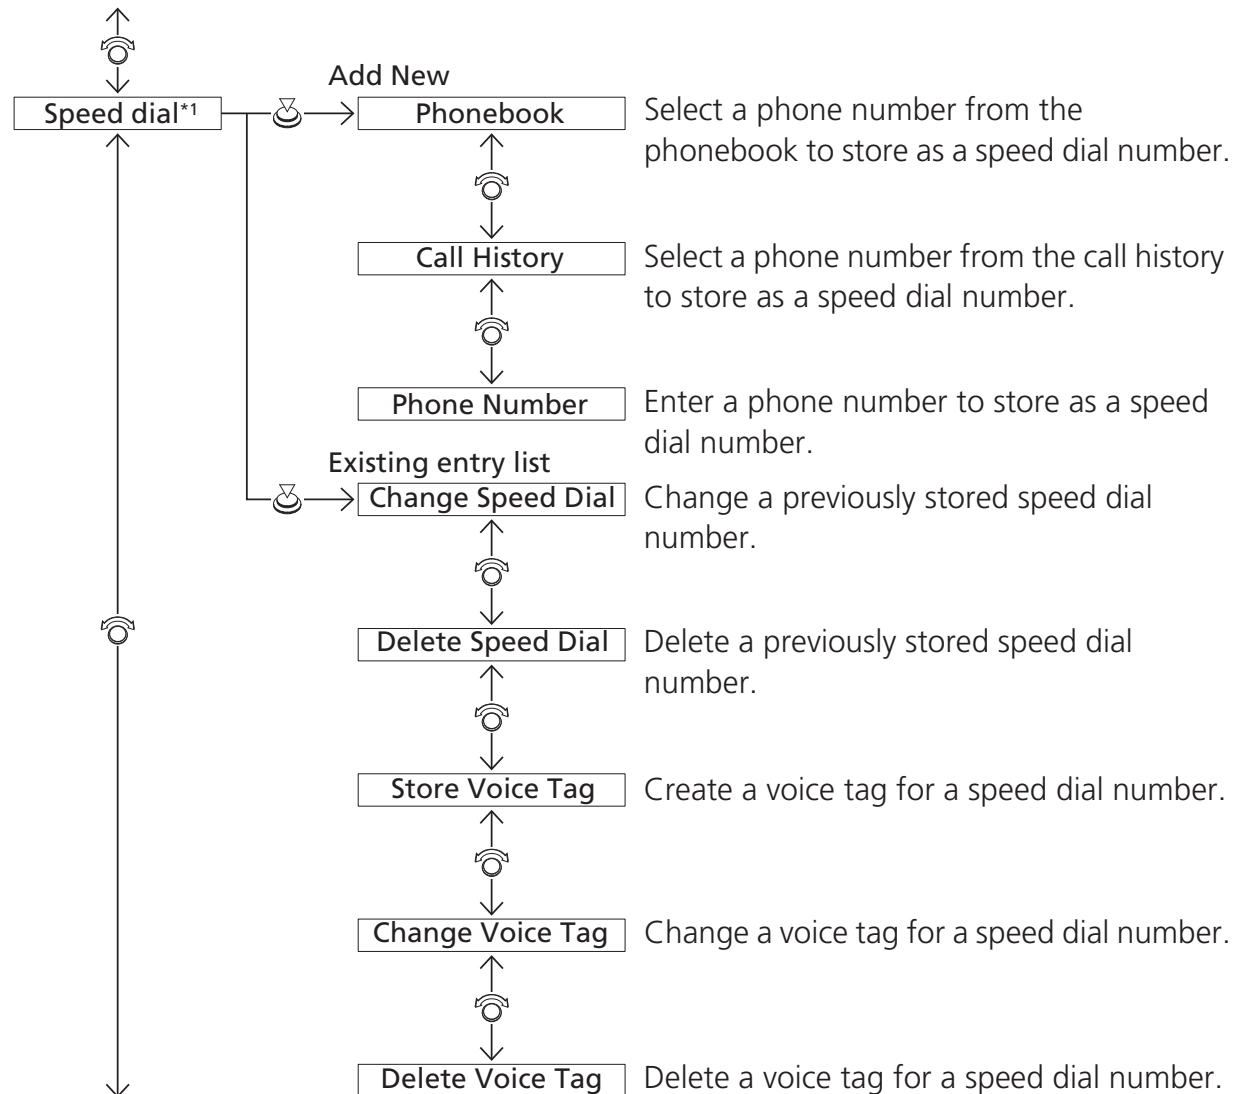 Add New
Speed dial*1
Phonebook
Select a phone number from the
phonebook to store as a speed dial number.
Call History
Select a phone number from the call history
to store as a speed dial number.
Phone Number
Enter a phone number to store as a speed
dial number.
Existing entry list
Change Speed Dial
Change a previously stored speed dial
number.
Delete Speed Dial
Delete a previously stored speed dial
number.
Store Voice Tag
Create a voice tag for a speed dial number.
Change Voice Tag
Change a voice tag for a speed dial number.
Delete Voice Tag
Delete a voice tag for a speed dial number.